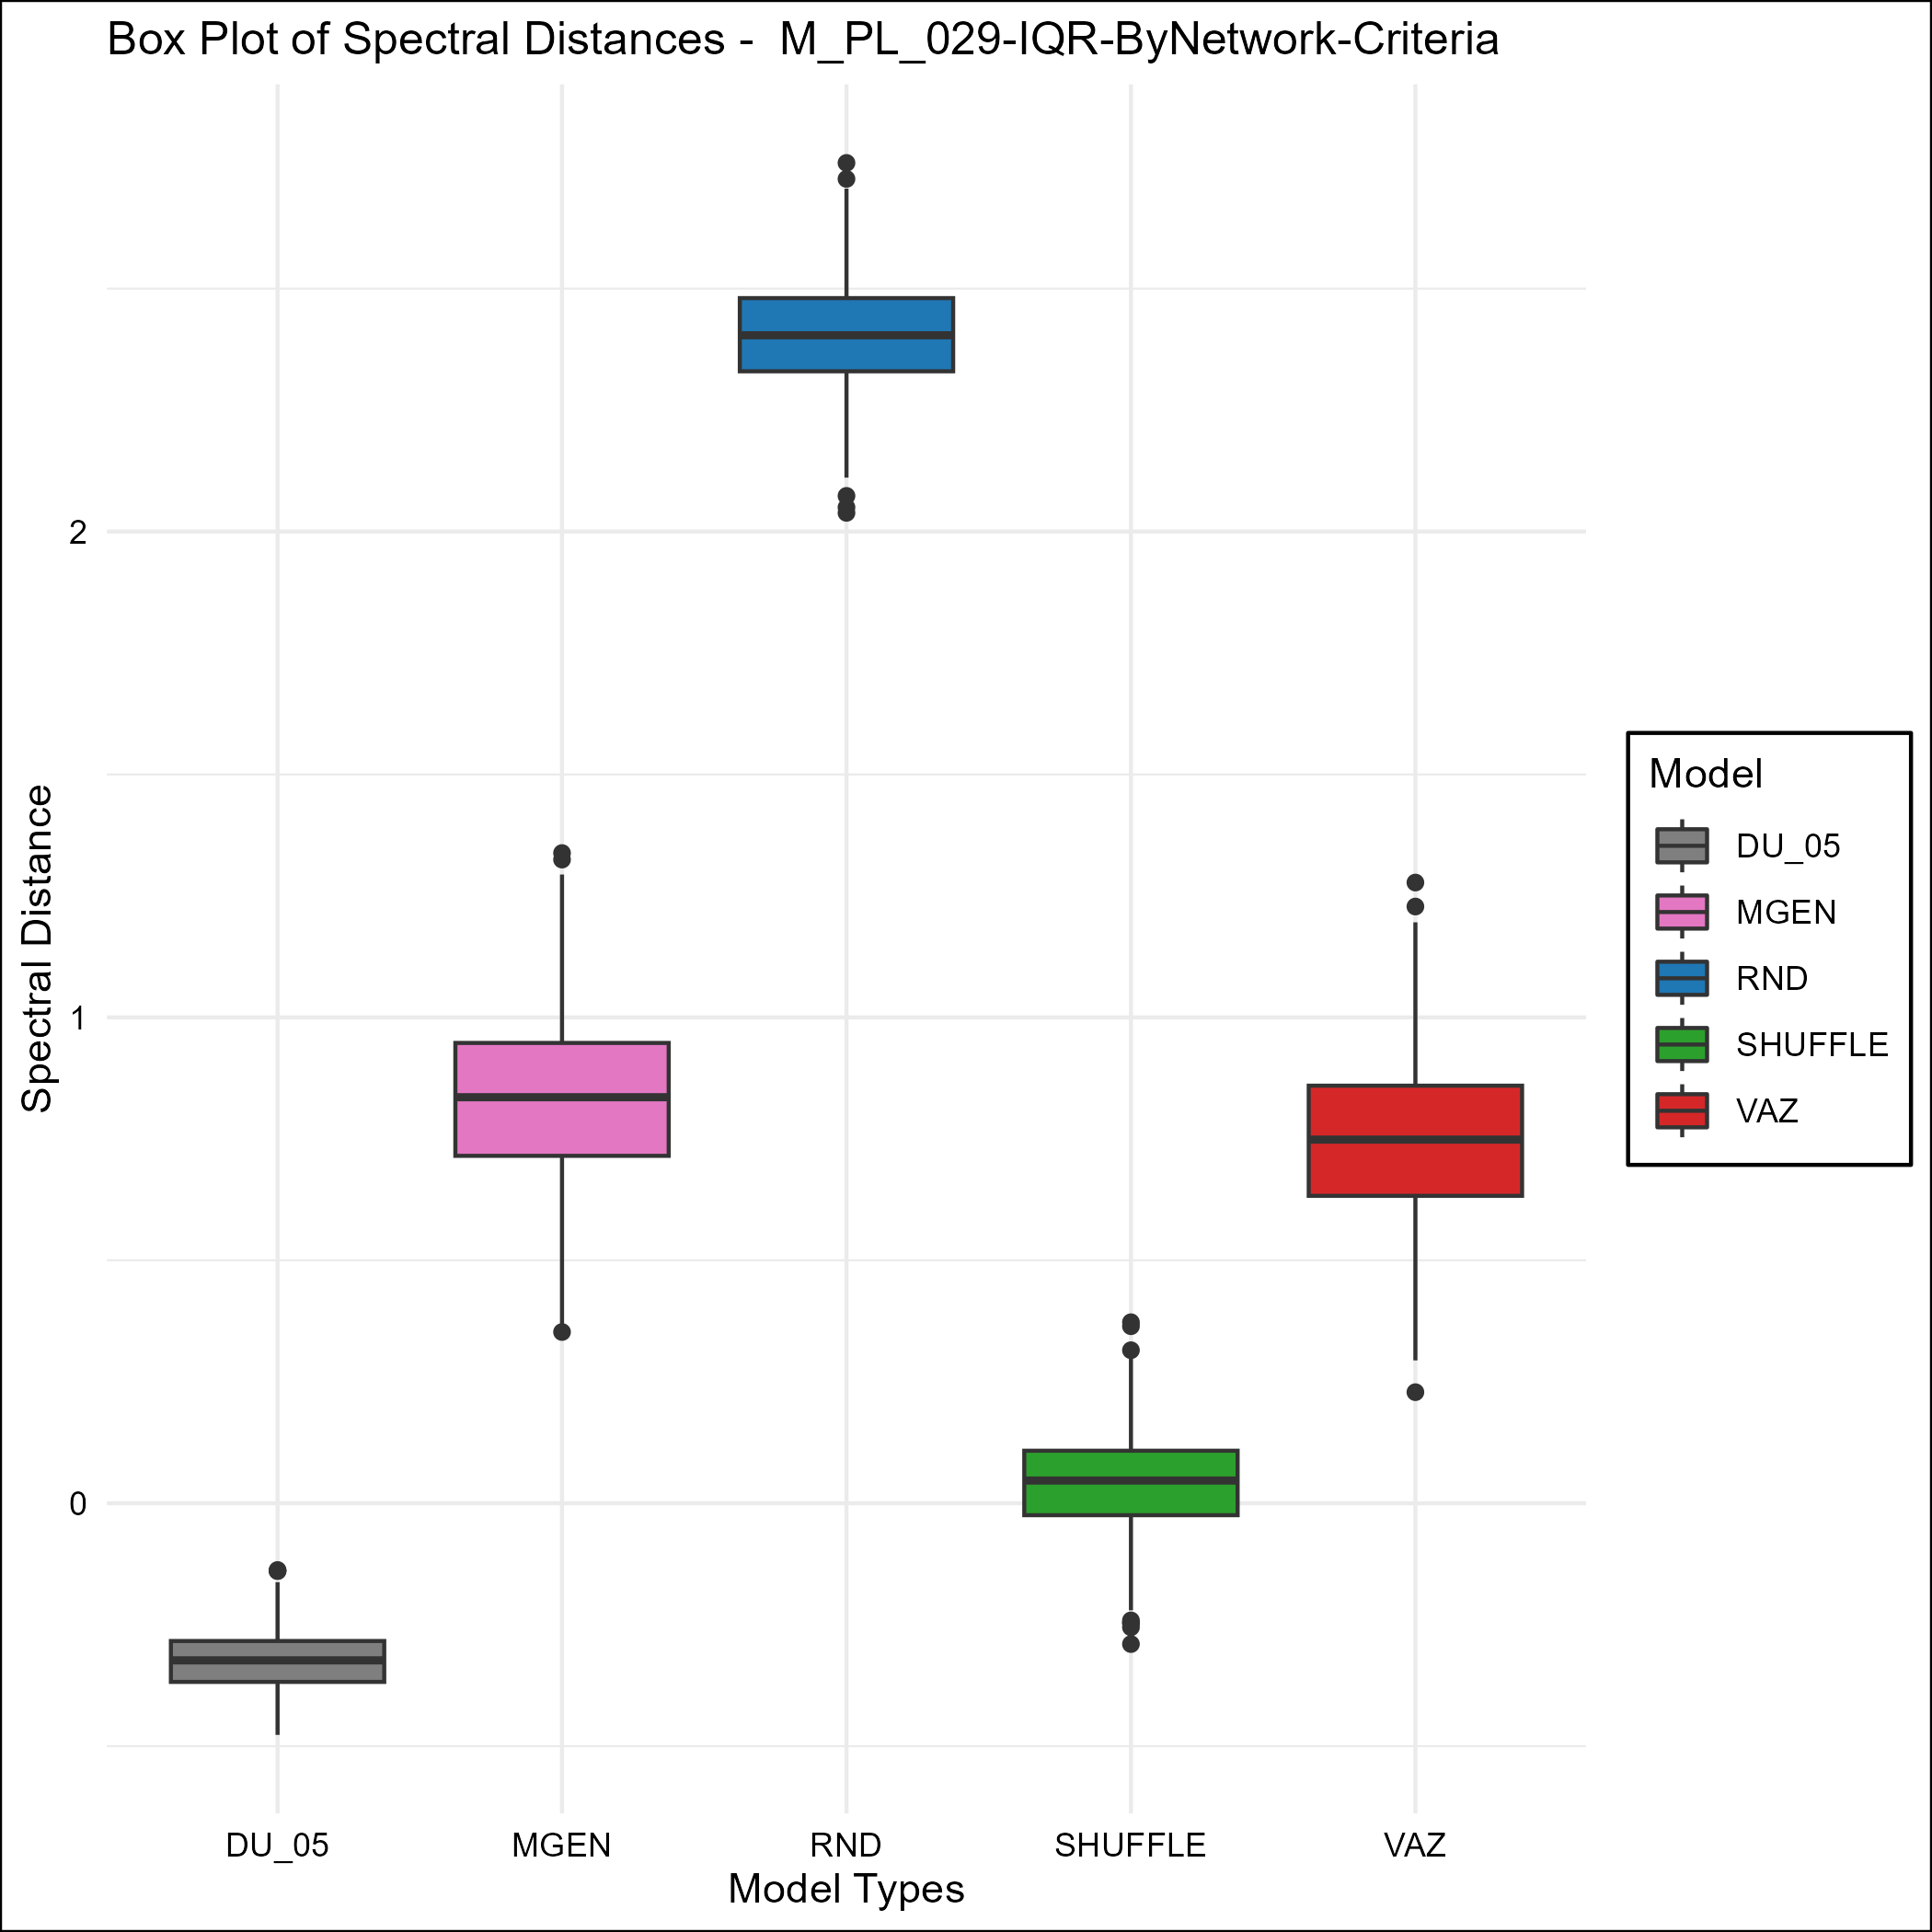 Box Plot of Spectral Distances -  M_PL_029-IQR-ByNetwork-Criteria
Spectral Distance
2
1
0
DU_05
MGEN
RND
SHUFFLE
VAZ
Model Types
Model
DU_05
MGEN
RND
SHUFFLE
VAZ